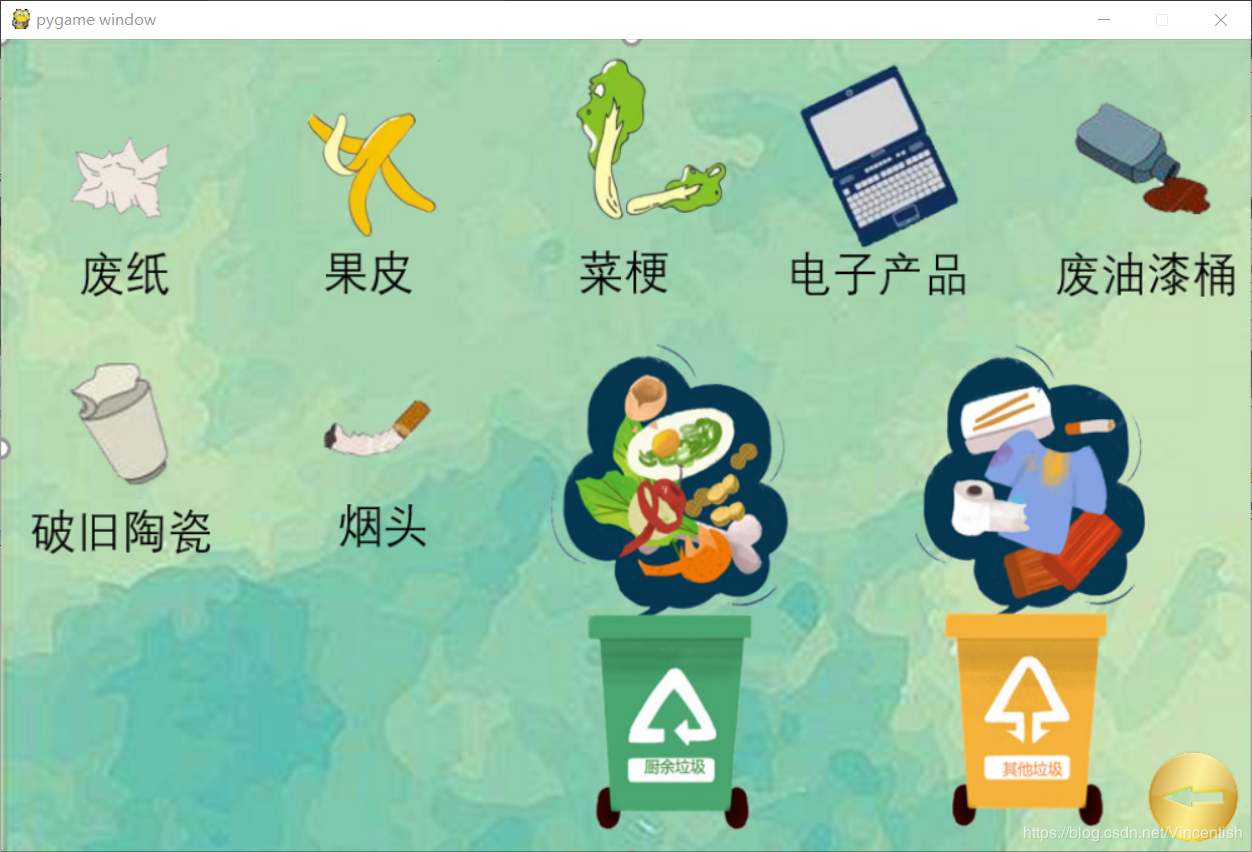 pygame window
废纸
果皮
菜梗
电子产品
废油漆桶
破旧陶瓷
烟头
厨余垃圾
其他垃圾
https://blog.csdn.net/Vincentish